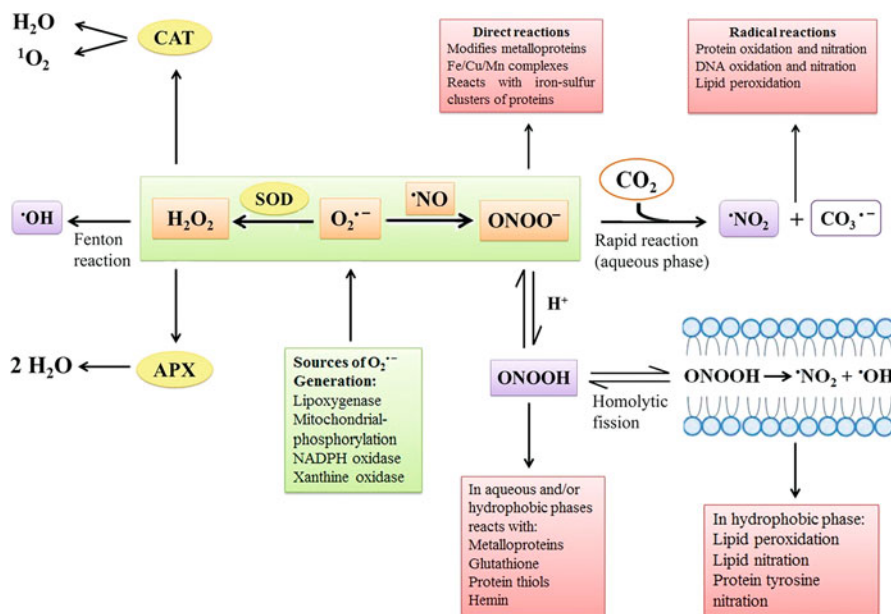 H₂O
¹O₂
CAT
Direct reactions
Modifies metalloproteins
Fe/Cu/Mn complexes
Reacts with iron-sulfur
clusters of proteins
Radical reactions
Protein oxidation and nitration
DNA oxidation and nitration
Lipid peroxidation
•OH
Fenton
reaction
H₂O₂
SOD
O₂•−
•NO
ONOO⁻
CO₂
Rapid reaction
(aqueous phase)
•NO₂
+
CO₃•−
H⁺
2 H₂O
APX
Sources of O₂•−
Generation:
Lipoxygenase
Mitochondrial-
phosphorylation
NADPH oxidase
Xanthine oxidase
ONOOH
Homolytic
fission
ONOOH → •NO₂ + •OH
In aqueous and/or
hydrophobic phases
reacts with:
Metalloproteins
Glutathione
Protein thiols
Hemin
In hydrophobic phase:
Lipid peroxidation
Lipid nitration
Protein tyrosine
nitration